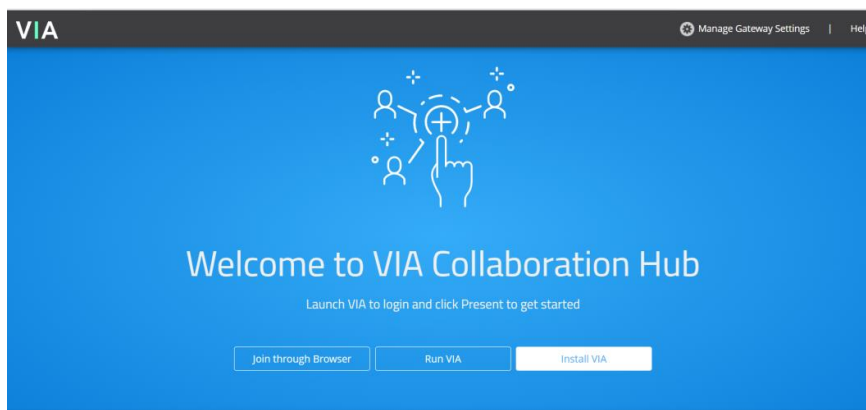 VIA
Manage Gateway Settings | Help
Welcome to VIA Collaboration Hub
Launch VIA to login and click Present to get started
Join through Browser Run VIA Install VIA